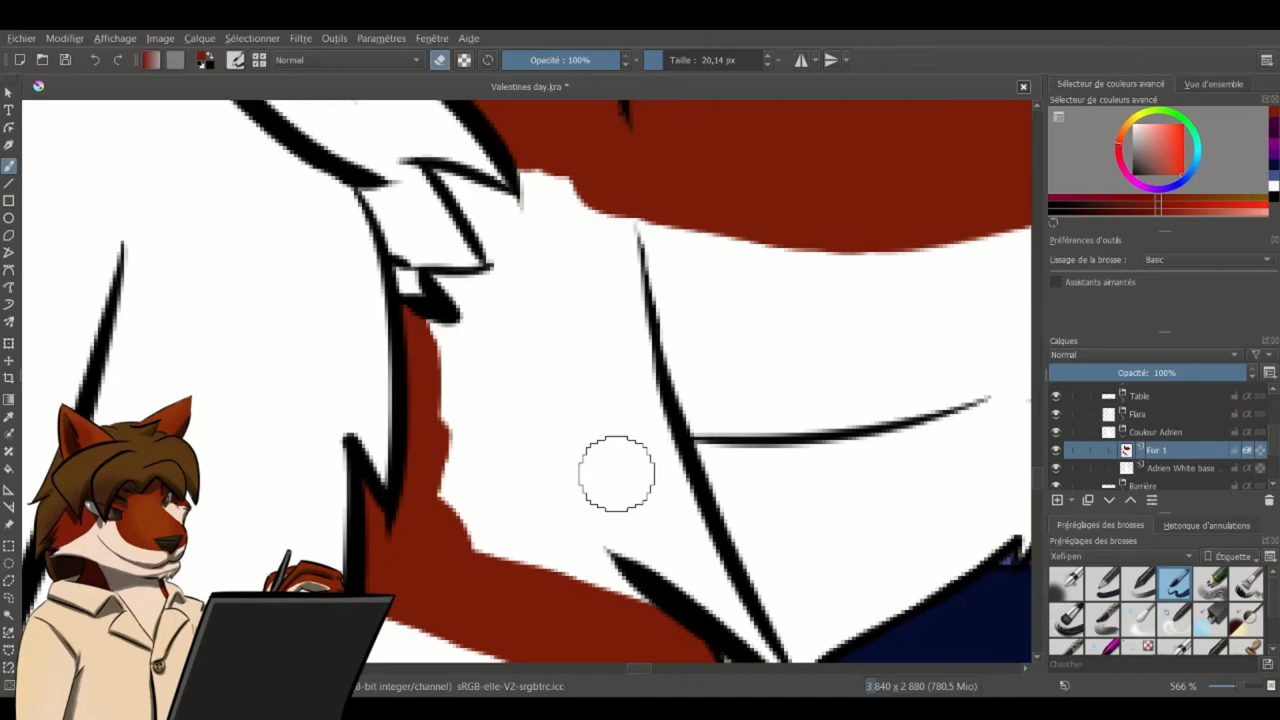 Fichier Modifier Affichage Image Calque Sélectionner Filtre Outils Paramètres Fenêtre Aide
Normal Opacité : 100% Taille : 20,14 px
Valentines day.kra *
Sélecteur de couleurs avancé Vue d'ensemble
Sélecteur de couleurs avancé
Préférences d'outils
Lissage de la brosse : Basic
Assistants aimantés
Calques
Normal
Opacité: 100%
Table
Flara
Couleur Adrien
Fur 1
Adrien White base ...
Barrière
Préréglages des brosses Historique d'annulations
Préréglages des brosses
Xefi-pen Étiquette
Chercher
-bit integer/channel) sRGB-elle-V2-srgbtrc.icc 3 840 x 2 880 (780,5 Mio) 566 %